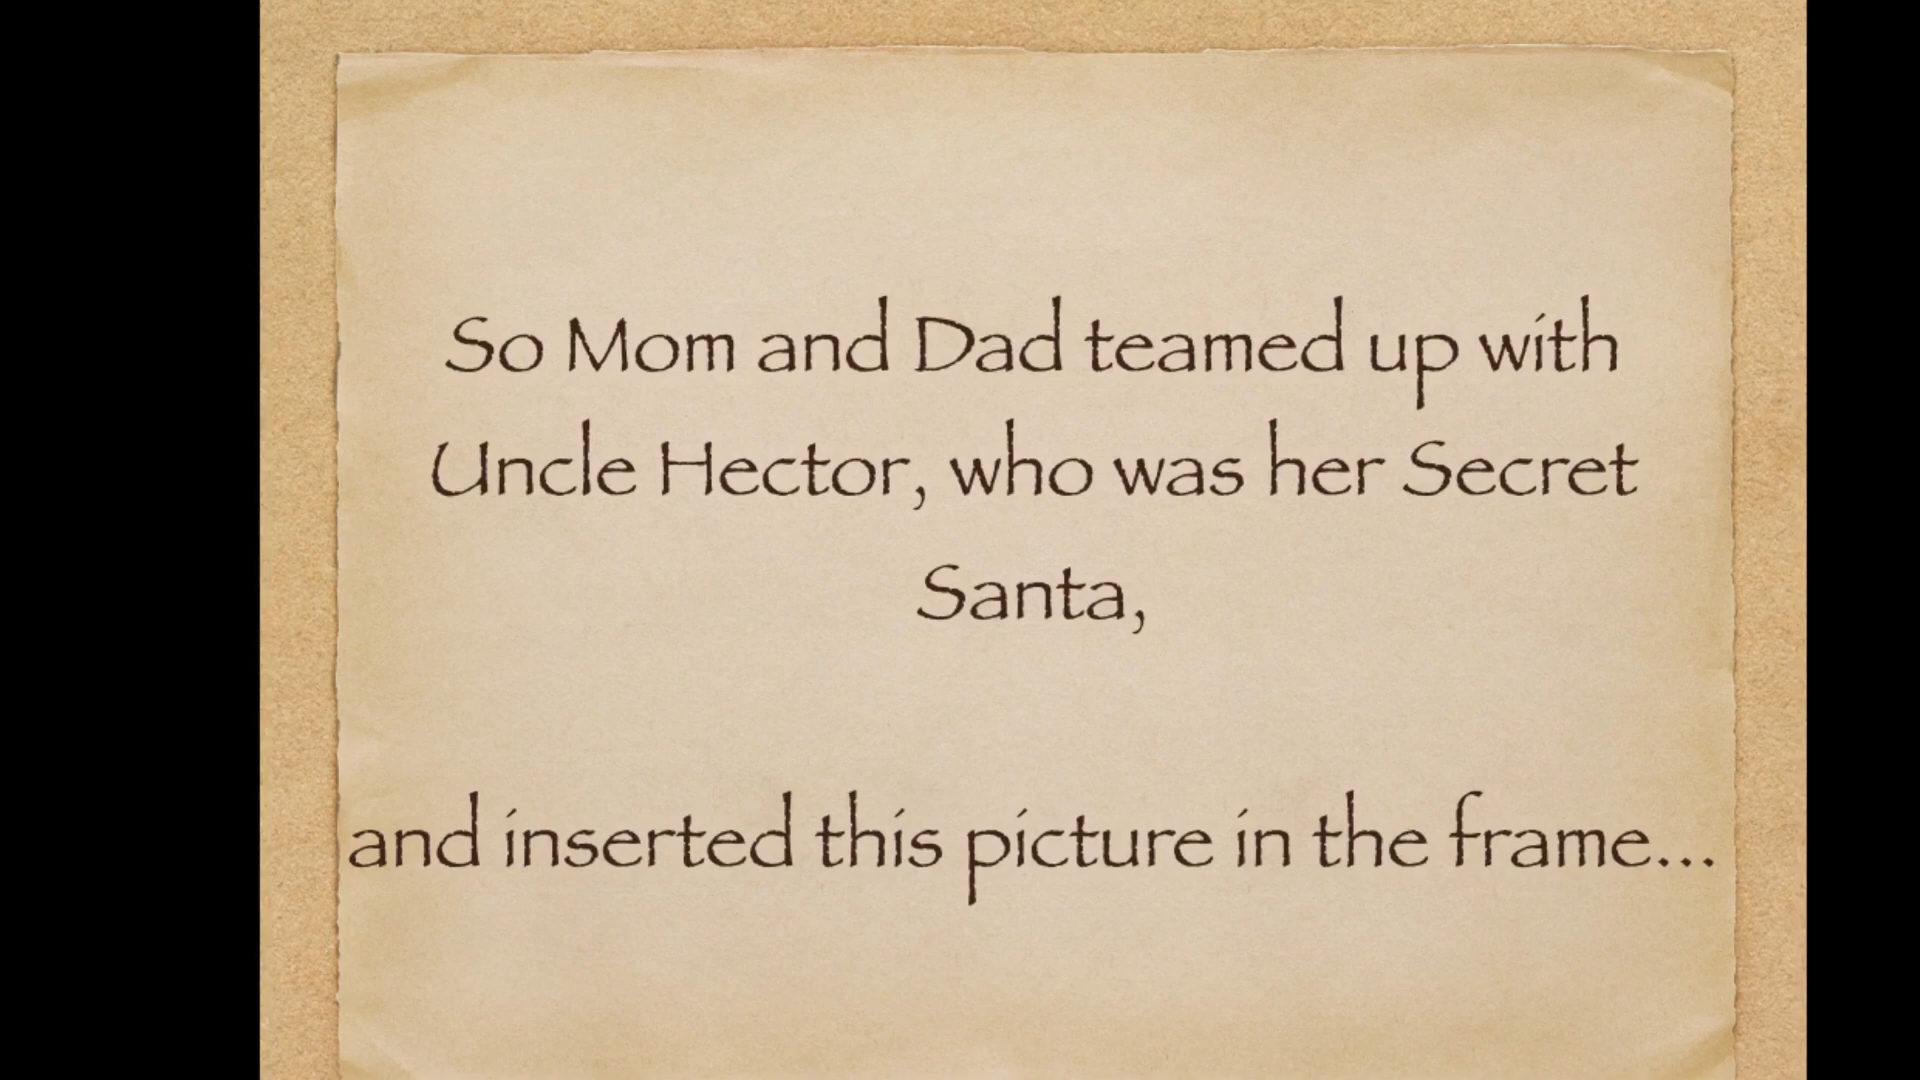 So Mom and Dad teamed up with
Uncle Hector, who was her Secret
Santa,
and inserted this picture in the frame...